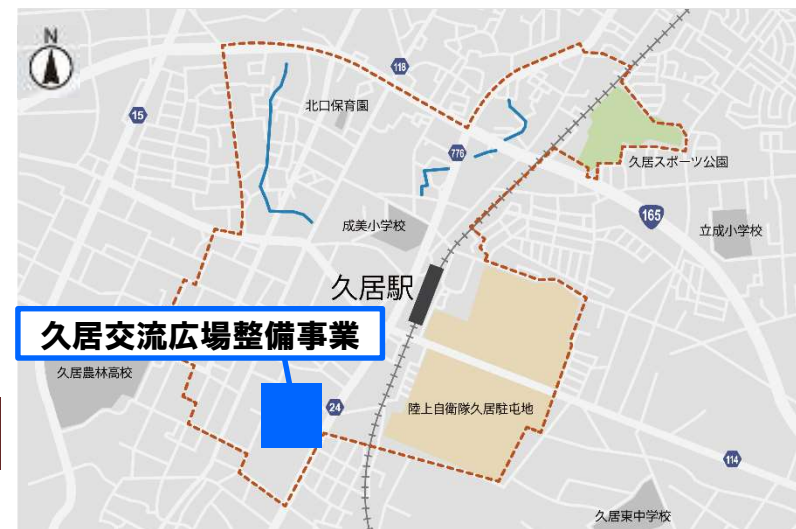 N
118
15
北口保育園
776
久居スポーツ公園
165
成美小学校
立成小学校
久居駅
久居交流広場整備事業
久居農林高校
24
陸上自衛隊久居駐屯地
114
久居東中学校